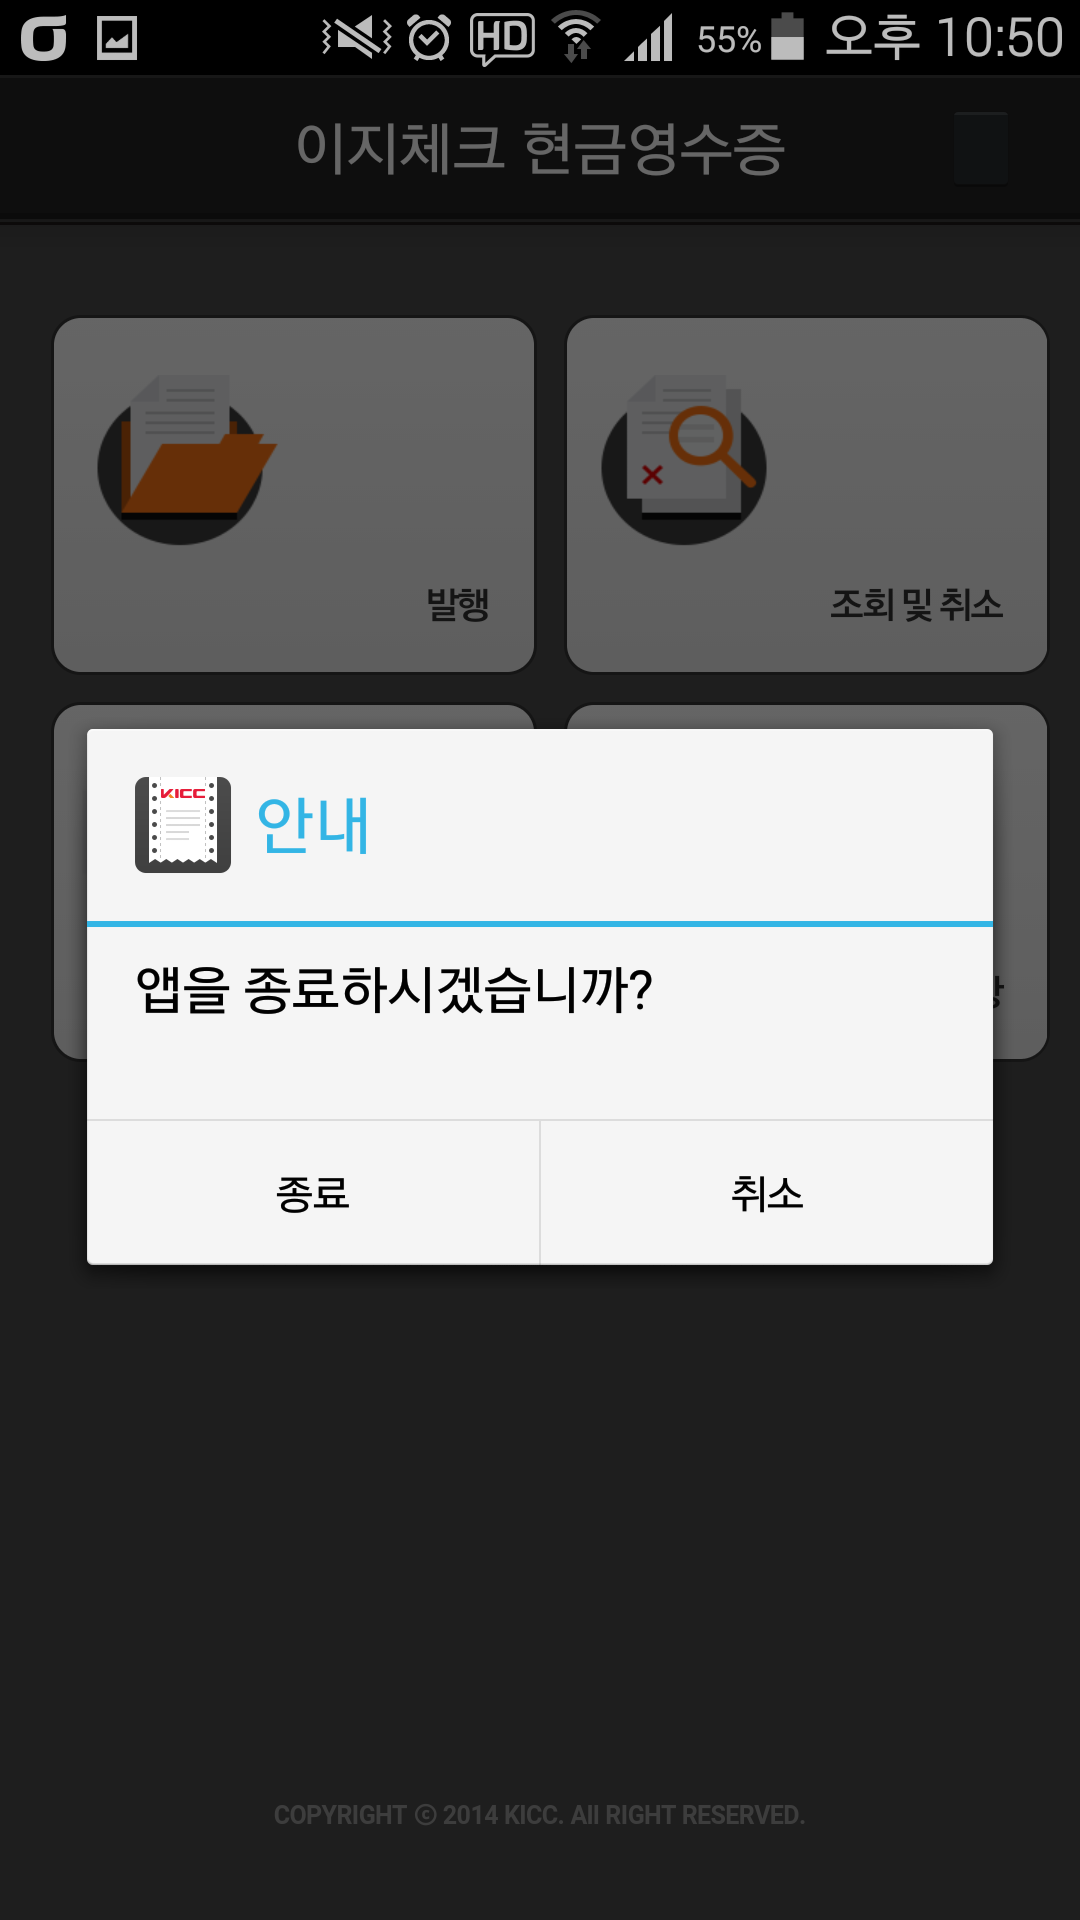 HD 55% 오후 10:50
이지체크 현금영수증
발행
조회 및 취소
KICC
안내
앱을 종료하시겠습니까?
종료
취소
COPYRIGHT ⓒ 2014 KICC. All RIGHT RESERVED.